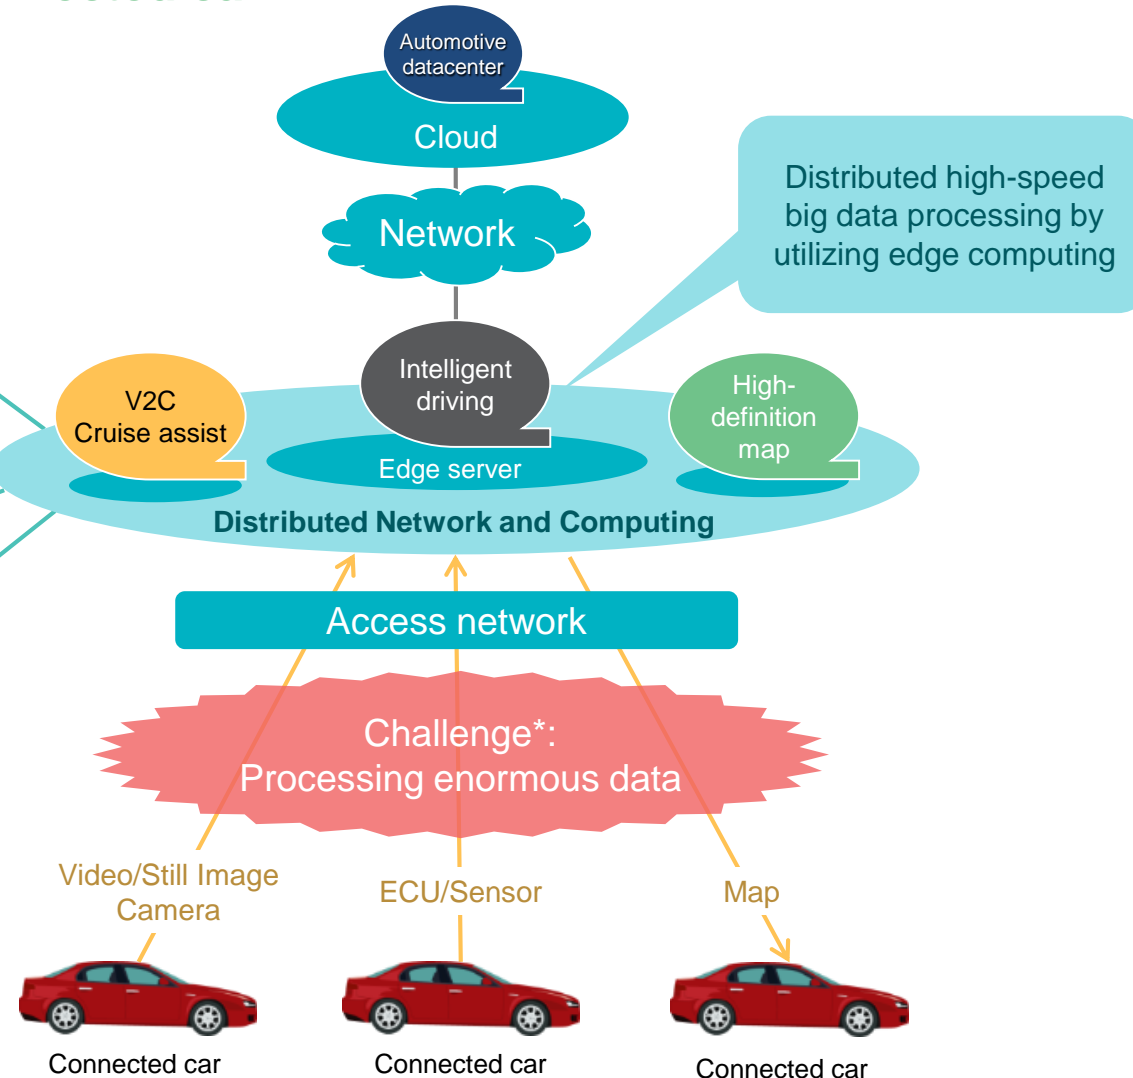 Automotive
datacenter
Cloud
Network
Distributed high-speed
big data processing by
utilizing edge computing
V2C
Cruise assist
Intelligent
driving
High-
definition
map
Edge server
Distributed Network and Computing
Access network
Challenge*:
Processing enormous data
Video/Still Image
Camera
ECU/Sensor
Map
Connected car
Connected car
Connected car